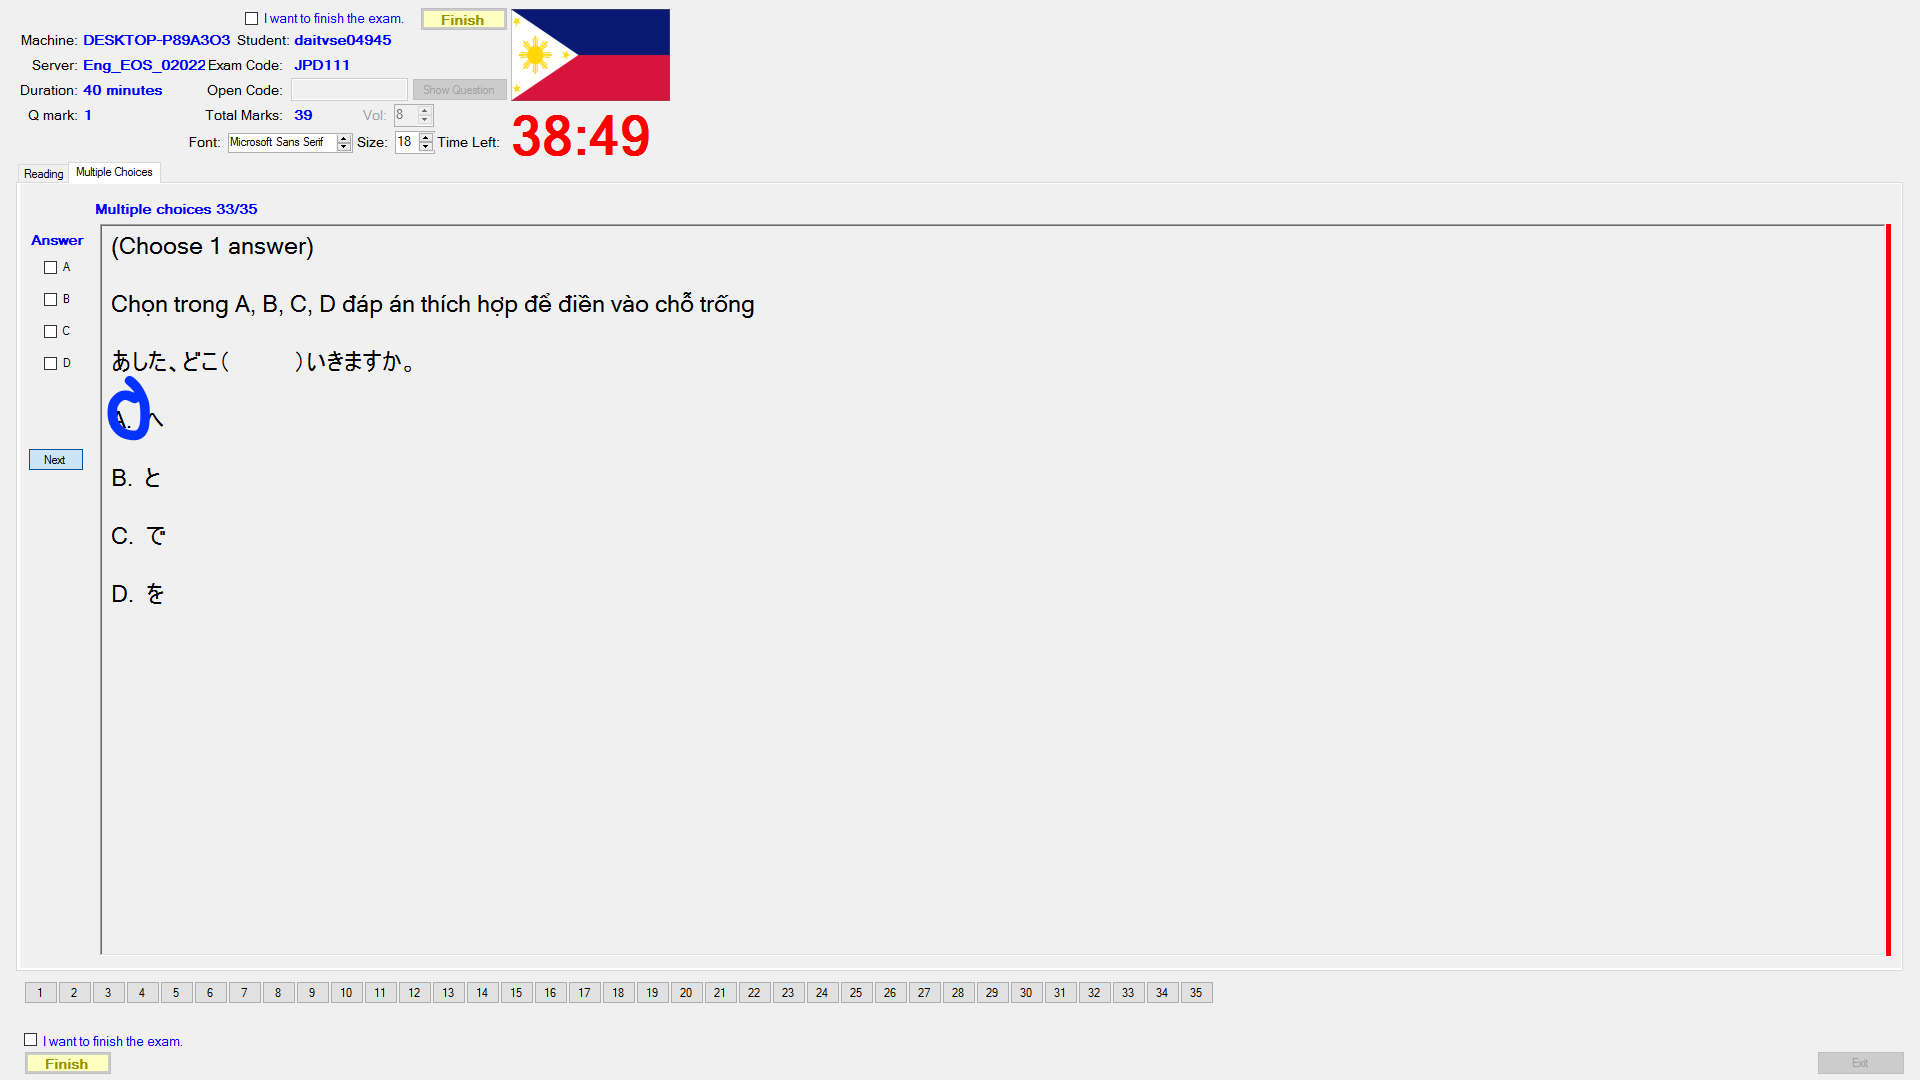 I want to finish the exam. Finish
Machine: DESKTOP-P89A3O3 Student: daitvse04945
Server: Eng_EOS_02022 Exam Code: JPD111
Duration: 40 minutes Open Code: Show Question
Q mark: 1 Total Marks: 39 Vol: 8
Font: Microsoft Sans Serif Size: 18 Time Left: 38:49
Reading Multiple Choices
Multiple choices 33/35
Answer
A
B
C
D
Next
(Choose 1 answer)
Chọn trong A, B, C, D đáp án thích hợp để điền vào chỗ trống
あした、どこ( )いきますか。
A. へ
B. と
C. で
D. を
1 2 3 4 5 6 7 8 9 10 11 12 13 14 15 16 17 18 19 20 21 22 23 24 25 26 27 28 29 30 31 32 33 34 35
I want to finish the exam.
Finish
Exit